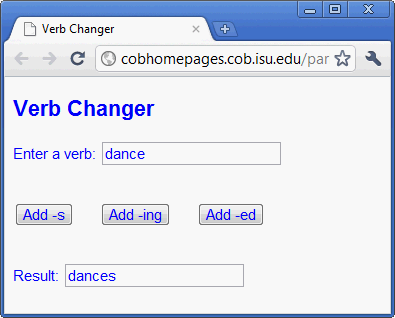 Verb Changer
cobhomepages.cob.isu.edu/par
Verb Changer
Enter a verb: dance
Add -s Add -ing Add -ed
Result: dances